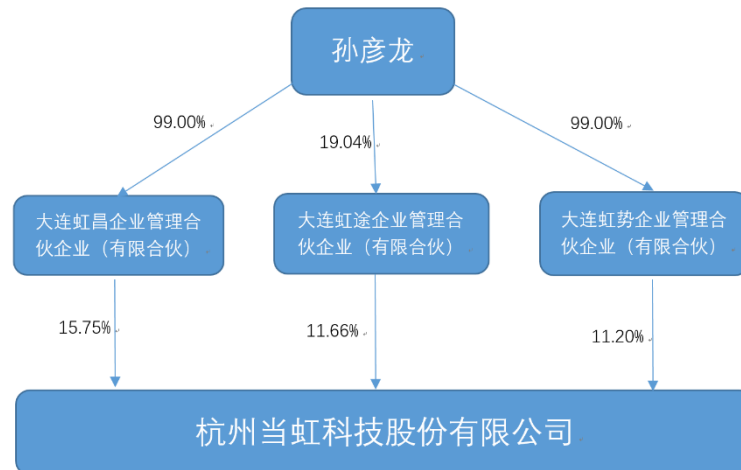 孙彦龙
99.00%
19.04%
99.00%
大连虹昌企业管理合
伙企业（有限合伙）
大连虹途企业管理合
伙企业（有限合伙）
大连虹势企业管理合
伙企业（有限合伙）
15.75%
11.66%
11.20%
杭州当虹科技股份有限公司